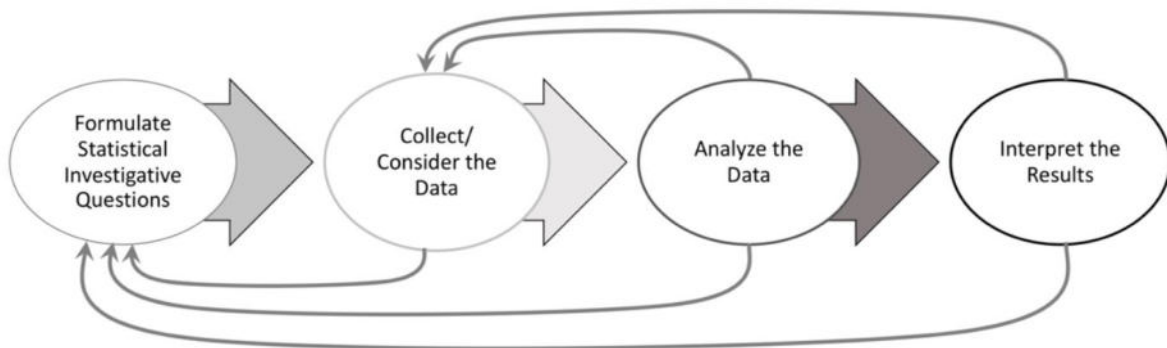 Formulate
Statistical
Investigative
Questions
Collect/
Consider the
Data
Analyze the
Data
Interpret the
Results